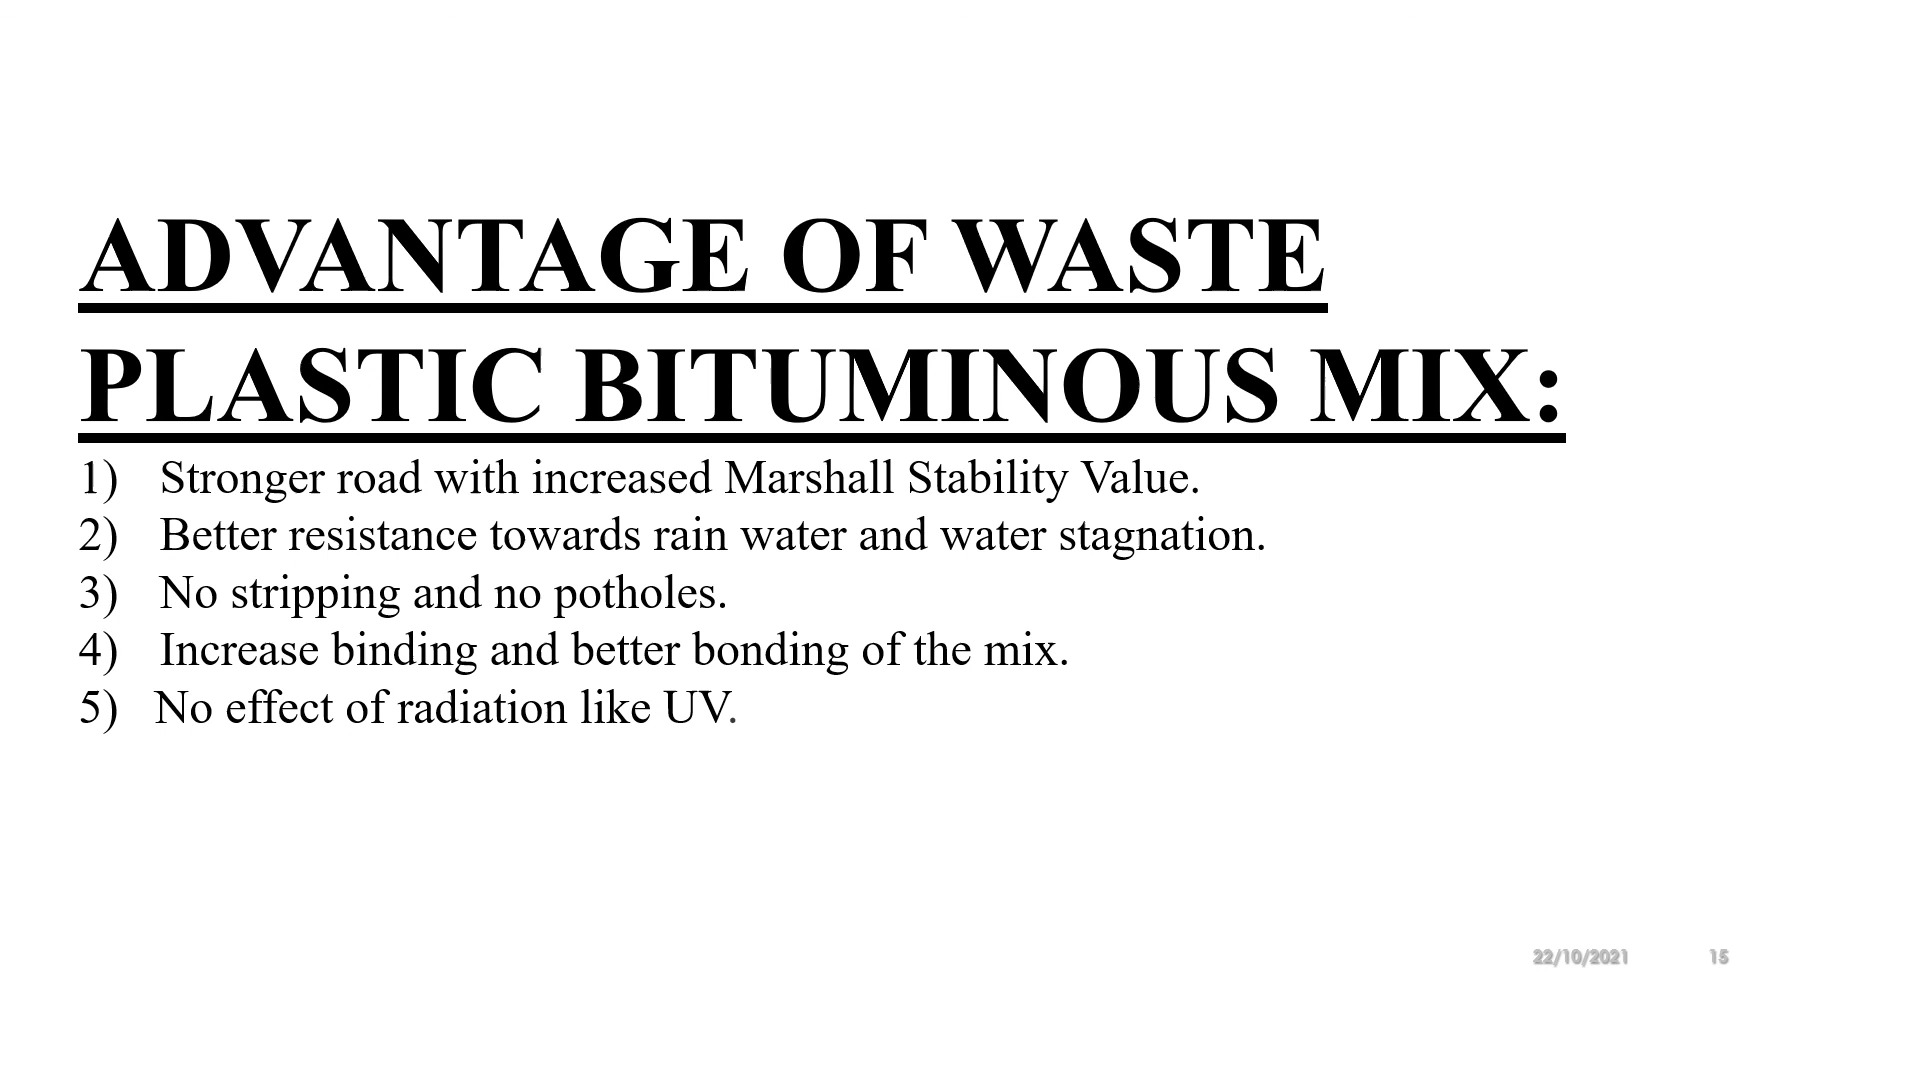 ADVANTAGE OF WASTE
PLASTIC BITUMINOUS MIX:
1) Stronger road with increased Marshall Stability Value.
2) Better resistance towards rain water and water stagnation.
3) No stripping and no potholes.
4) Increase binding and better bonding of the mix.
5) No effect of radiation like UV.
22/10/2021 15